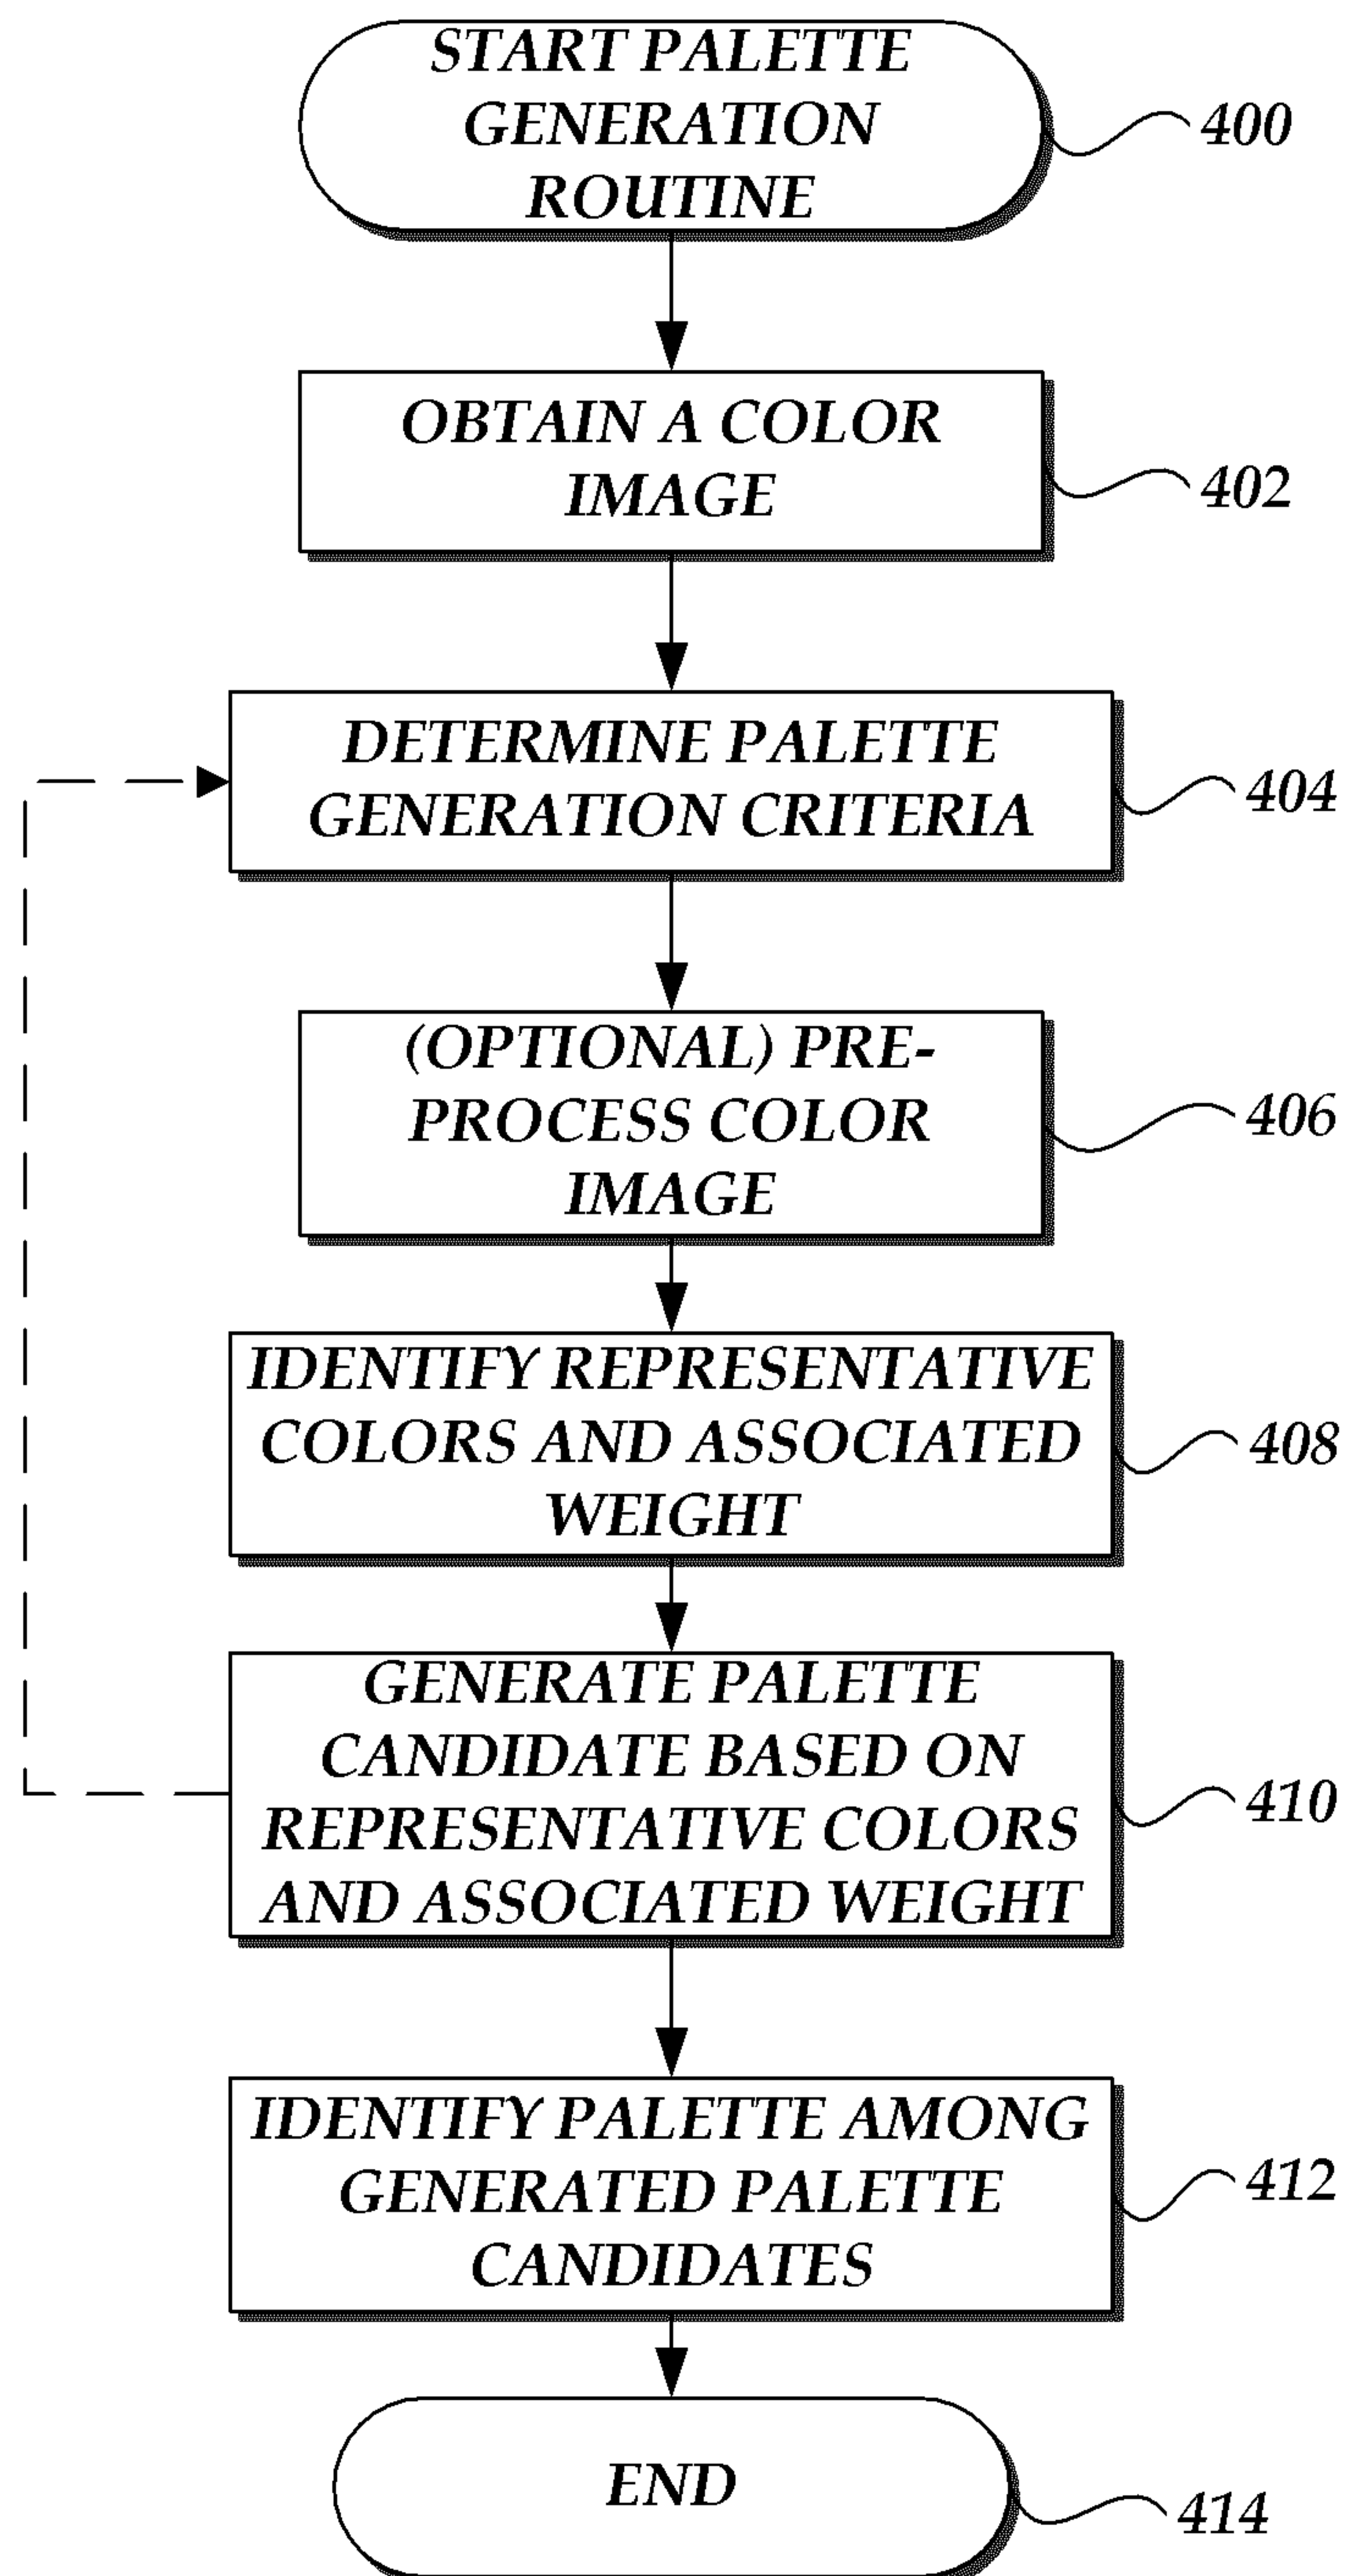 START PALETTE
GENERATION
ROUTINE
400
OBTAIN A COLOR
IMAGE
402
DETERMINE PALETTE
GENERATION CRITERIA
404
(OPTIONAL) PRE-
PROCESS COLOR
IMAGE
406
IDENTIFY REPRESENTATIVE
COLORS AND ASSOCIATED
WEIGHT
408
GENERATE PALETTE
CANDIDATE BASED ON
REPRESENTATIVE COLORS
AND ASSOCIATED WEIGHT
410
IDENTIFY PALETTE AMONG
GENERATED PALETTE
CANDIDATES
412
END
414